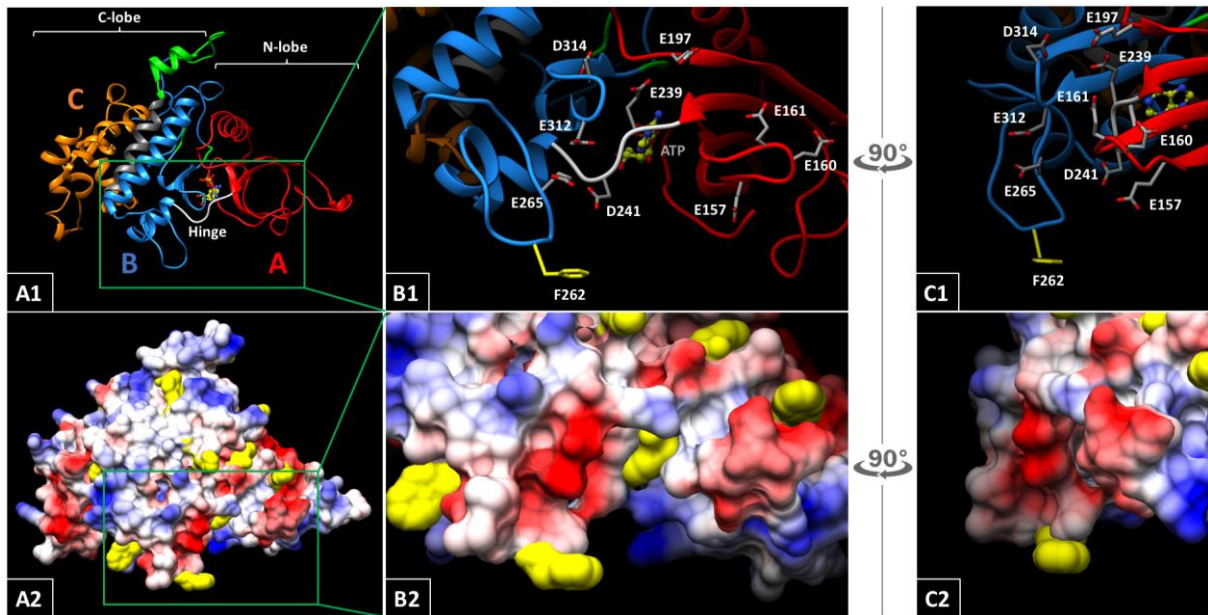 C-lobe
N-lobe
C
Hinge
B
A
A1
D314
E197
E239
E312
E161
ATP
E160
E265
D241
E157
F262
B1
90°
E197
D314
E239
E161
E312
E160
E265
D241
E157
F262
C1
A2
B2
90°
C2